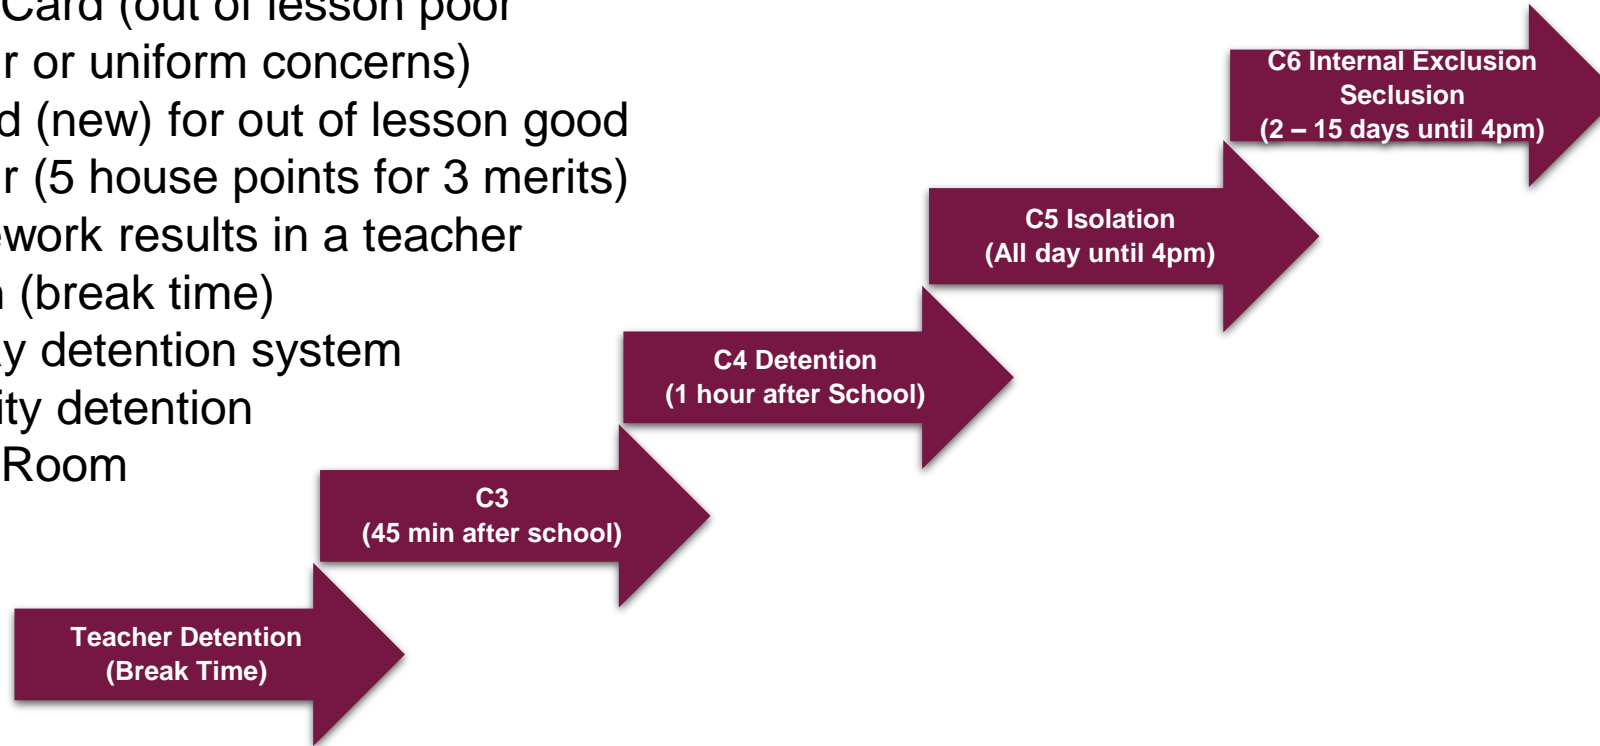 Card (out of lesson poor
r or uniform concerns)
d (new) for out of lesson good
r (5 house points for 3 merits)
ework results in a teacher
n (break time)
ay detention system
ity detention
Room
C6 Internal Exclusion
Seclusion
(2 – 15 days until 4pm)
C5 Isolation
(All day until 4pm)
C4 Detention
(1 hour after School)
C3
(45 min after school)
Teacher Detention
(Break Time)